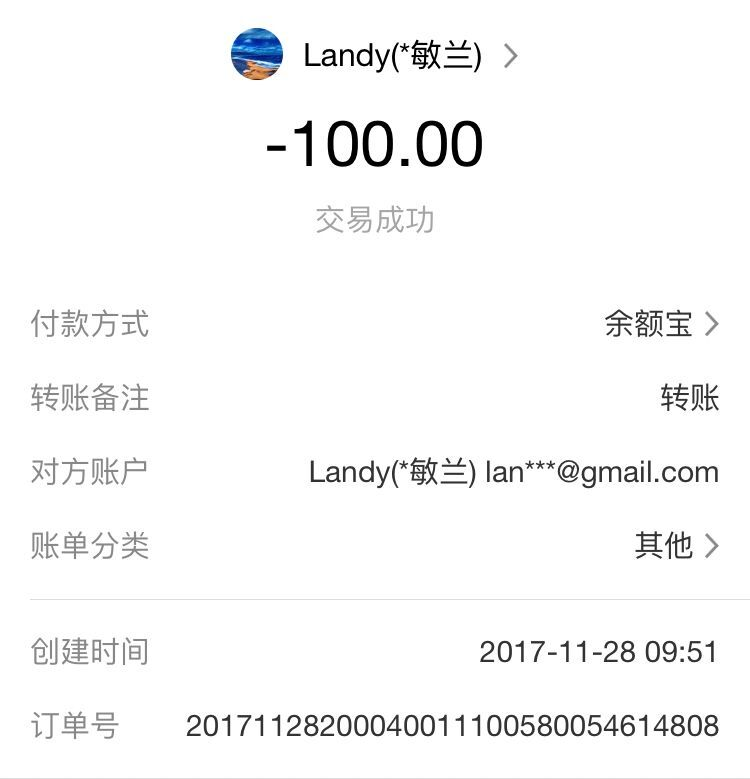 Landy(*敏兰)
-100.00
交易成功
付款方式 余额宝
转账备注 转账
对方账户 Landy(*敏兰) lan***@gmail.com
账单分类 其他
创建时间 2017-11-28 09:51
订单号 20171128200040011100580054614808